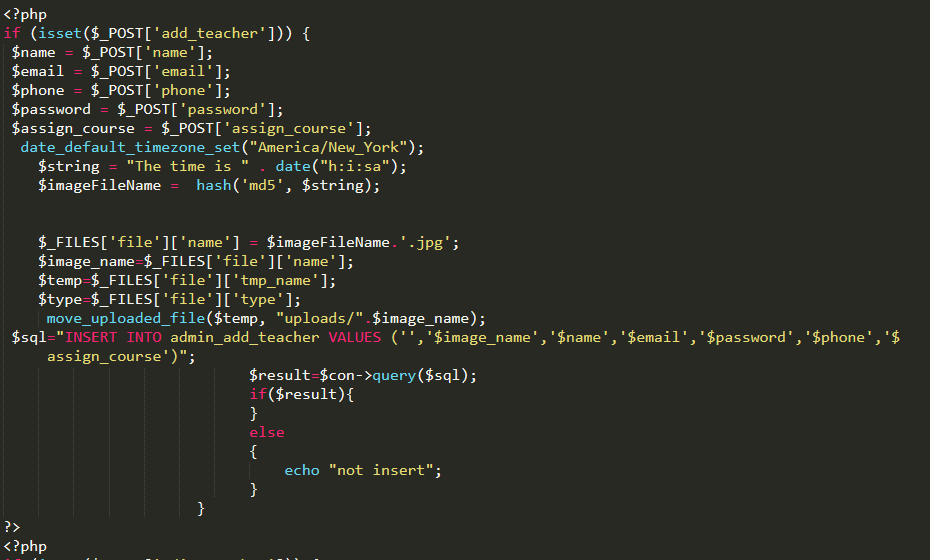 <?php
if (isset($_POST['add_teacher'])) {
$name = $_POST['name'];
$email = $_POST['email'];
$phone = $_POST['phone'];
$password = $_POST['password'];
$assign_course = $_POST['assign_course'];
date_default_timezone_set("America/New_York");
$string = "The time is " . date("h:i:sa");
$imageFileName =  hash('md5', $string);
$_FILES['file']['name'] = $imageFileName.'.jpg';
$image_name=$_FILES['file']['name'];
$temp=$_FILES['file']['tmp_name'];
$type=$_FILES['file']['type'];
move_uploaded_file($temp, "uploads/".$image_name);
$sql="INSERT INTO admin_add_teacher VALUES ('','$image_name','$name','$email','$password','$phone','$
assign_course')";
$result=$con->query($sql);
if($result){
}
else
{
echo "not insert";
}
}
?>
<?php